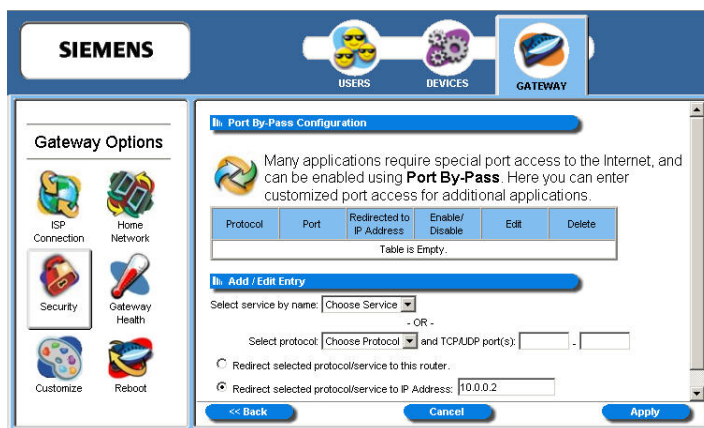 SIEMENS
USERS
DEVICES
GATEWAY
Gateway Options
ISP
Connection
Home
Network
Security
Gateway
Health
Customize
Reboot
Port By-Pass Configuration
Many applications require special port access to the Internet, and
can be enabled using Port By-Pass. Here you can enter
customized port access for additional applications.
Protocol Port Redirected to IP Address Enable/ Disable Edit Delete
Table is Empty.
Add / Edit Entry
Select service by name: Choose Service
- OR -
Select protocol: Choose Protocol and TCP/UDP port(s): -
Redirect selected protocol/service to this router.
Redirect selected protocol/service to IP Address: 10.0.0.2
<< Back Cancel Apply